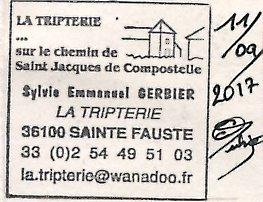 LA TRIPTERIE
...
sur le chemin de
Saint Jacques de Compostelle
Sylvie Emmanuel GERBIER
LA TRIPTERIE
36100 SAINTE FAUSTE
33 (0)2 54 49 51 03
la.tripterie@wanadoo.fr
11/
09/
2017